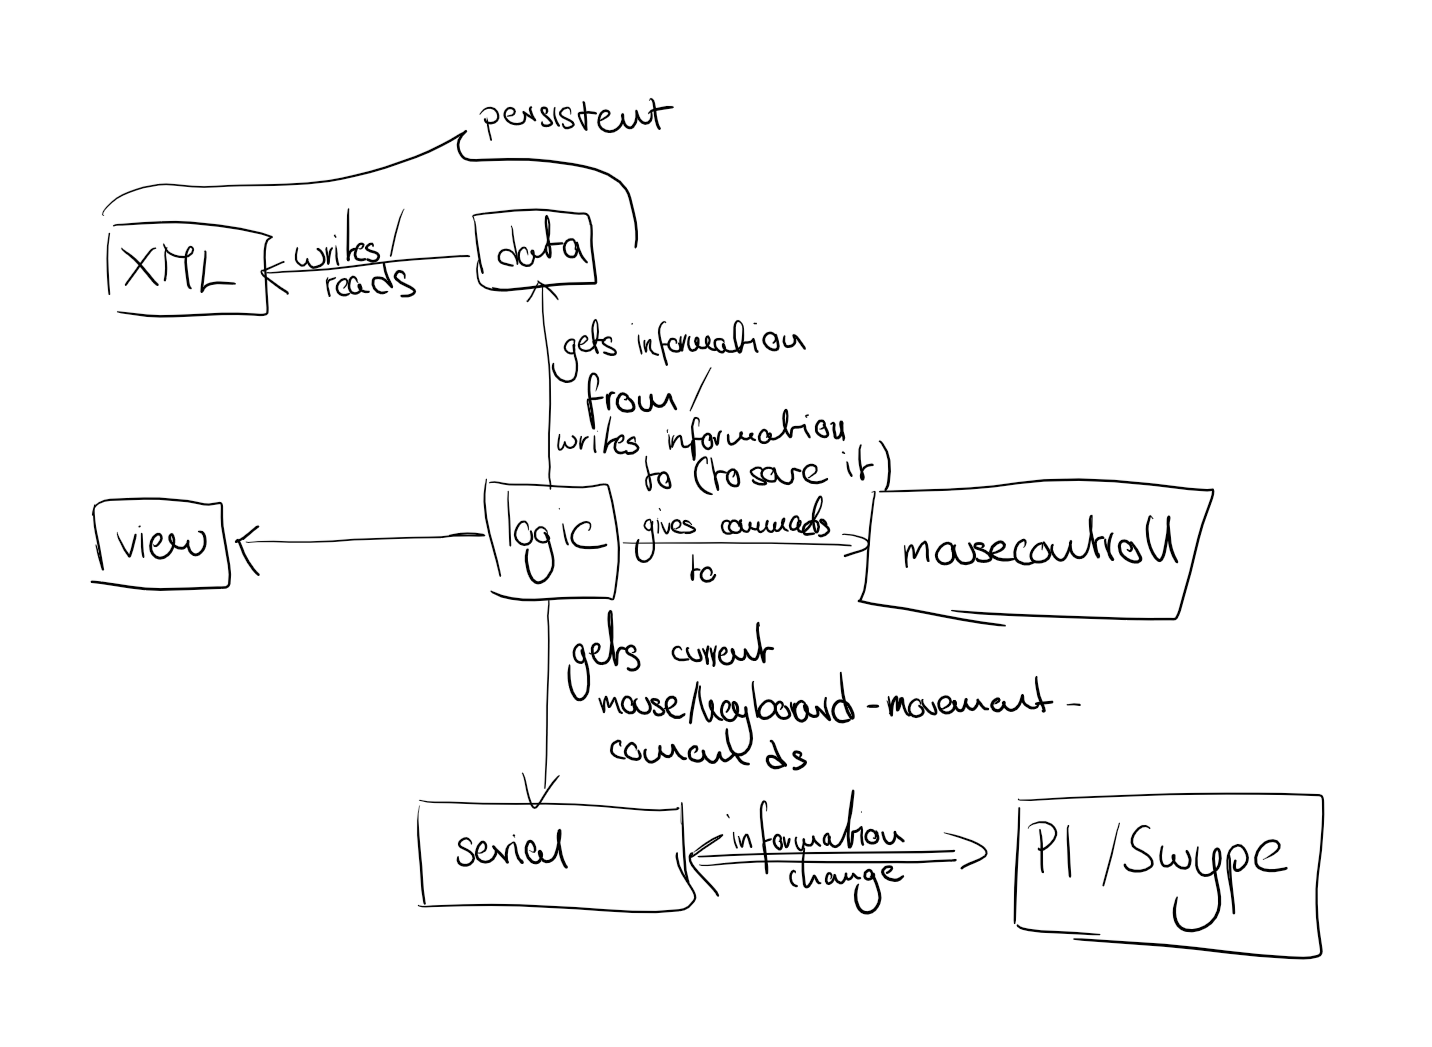 persistent
XML
writes/
reads
data
gets information
from/
writes information
to (to save it)
view
logic
gives commads
to
mousecontroll
gets current
mouse/keyboard-movement-
commands
serial
information
change
PI/Swype